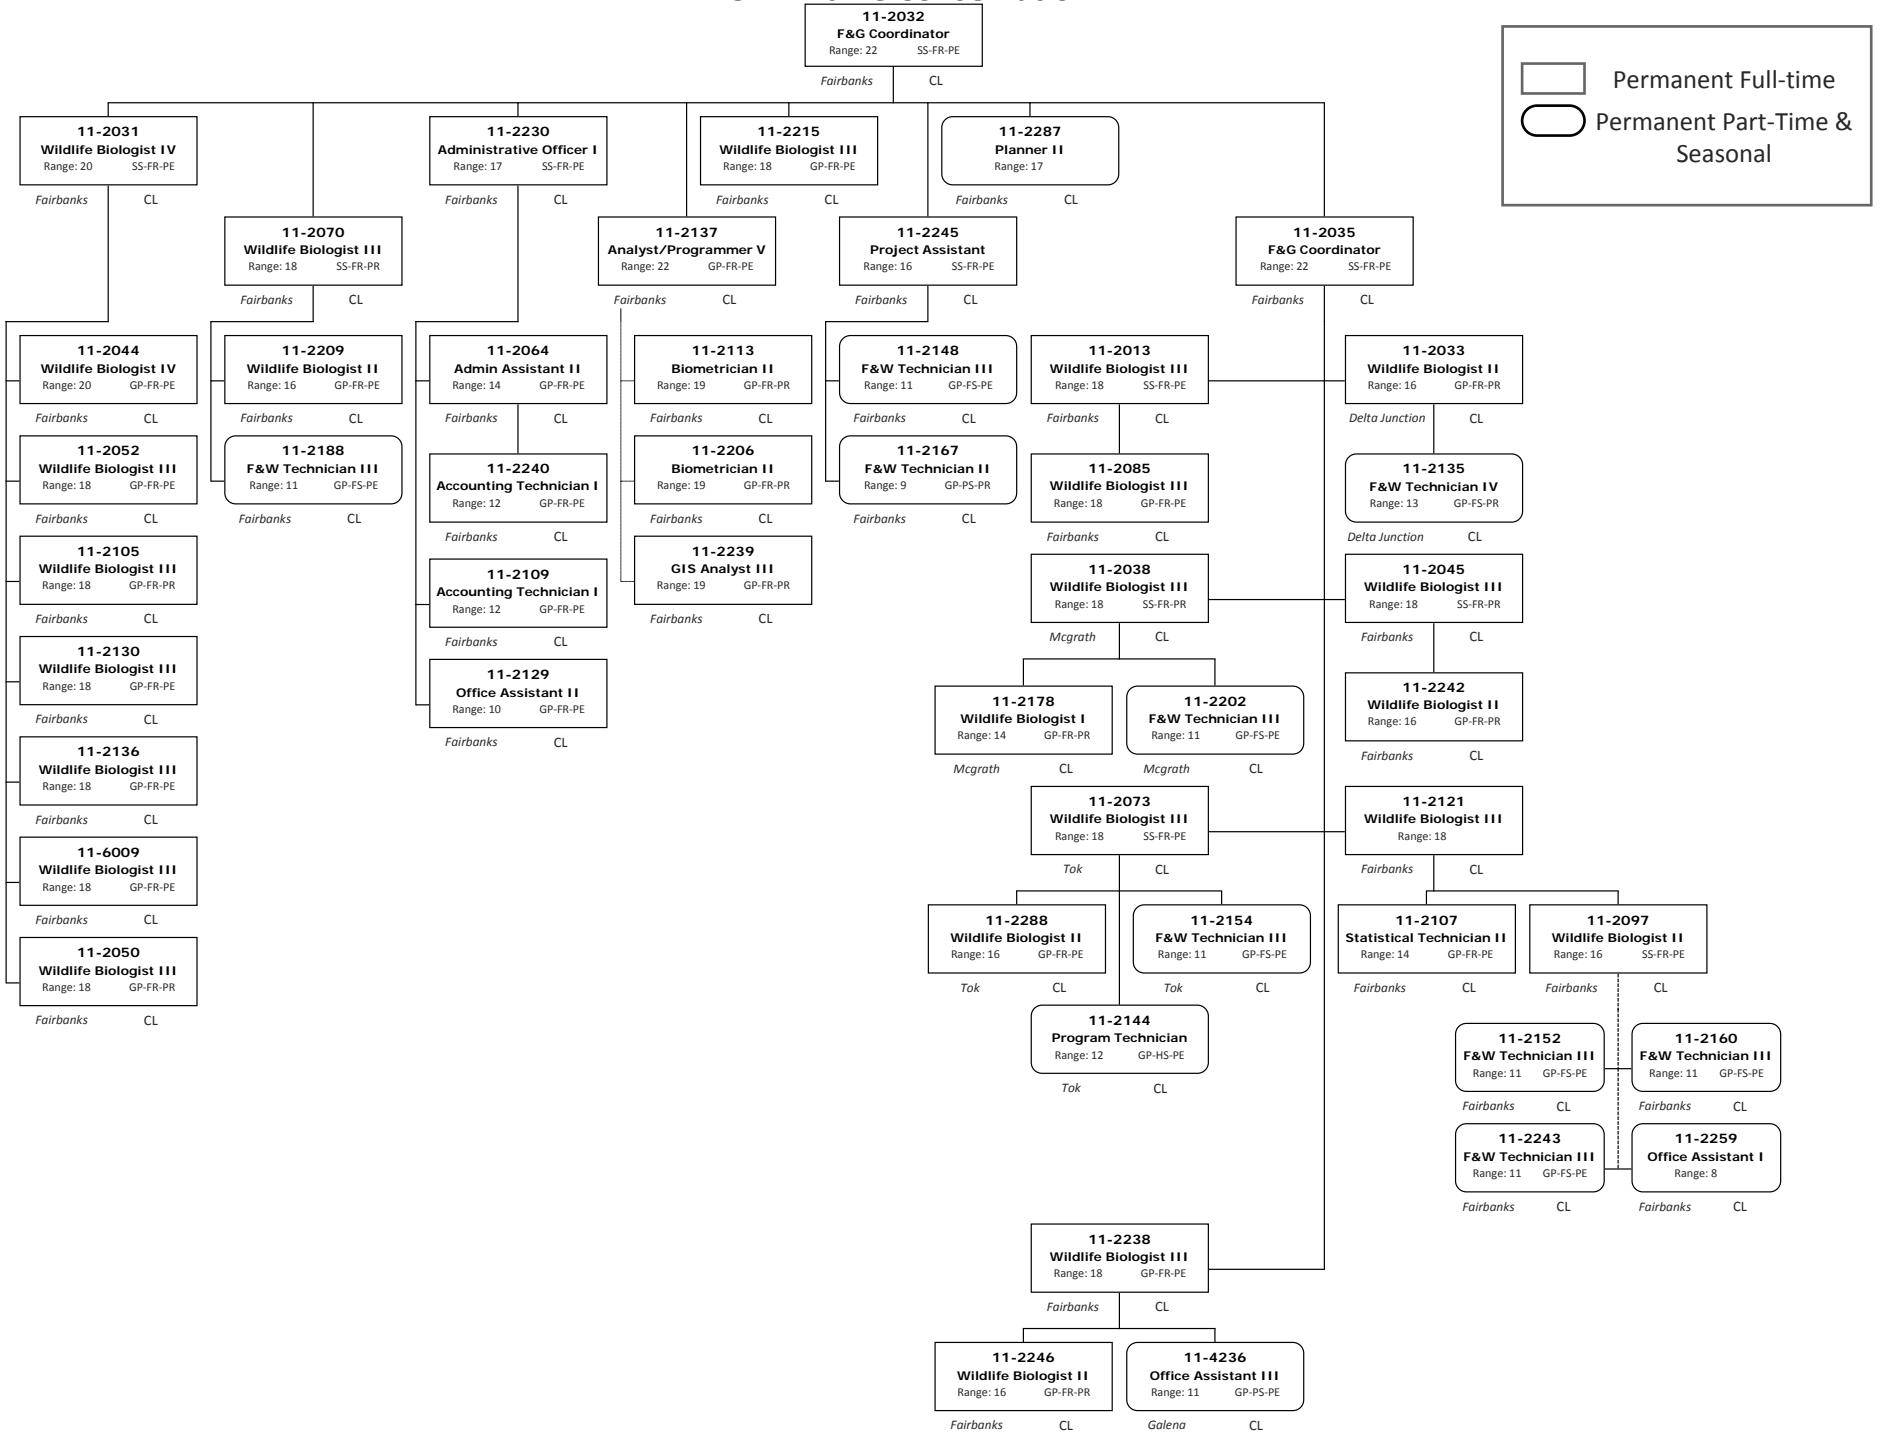 11-2032
F&G Coordinator
Range: 22 SS-FR-PE
Fairbanks CL
Permanent Full-time
Permanent Part-Time &
Seasonal
11-2031
Wildlife Biologist IV
Range: 20 SS-FR-PE
Fairbanks CL
11-2230
Administrative Officer I
Range: 17 SS-FR-PE
Fairbanks CL
11-2215
Wildlife Biologist III
Range: 18 GP-FR-PE
Fairbanks CL
11-2287
Planner II
Range: 17
Fairbanks CL
11-2070
Wildlife Biologist III
Range: 18 SS-FR-PR
Fairbanks CL
11-2137
Analyst/Programmer V
Range: 22 GP-FR-PE
Fairbanks CL
11-2245
Project Assistant
Range: 16 SS-FR-PE
Fairbanks CL
11-2035
F&G Coordinator
Range: 22 SS-FR-PE
Fairbanks CL
11-2044
Wildlife Biologist IV
Range: 20 GP-FR-PE
Fairbanks CL
11-2052
Wildlife Biologist III
Range: 18 GP-FR-PE
Fairbanks CL
11-2105
Wildlife Biologist III
Range: 18 GP-FR-PR
Fairbanks CL
11-2130
Wildlife Biologist III
Range: 18 GP-FR-PE
Fairbanks CL
11-2136
Wildlife Biologist III
Range: 18 GP-FR-PE
Fairbanks CL
11-6009
Wildlife Biologist III
Range: 18 GP-FR-PE
Fairbanks CL
11-2050
Wildlife Biologist III
Range: 18 GP-FR-PR
Fairbanks CL
11-2209
Wildlife Biologist II
Range: 16 GP-FR-PE
Fairbanks CL
11-2188
F&W Technician III
Range: 11 GP-FS-PE
Fairbanks CL
11-2064
Admin Assistant II
Range: 14 GP-FR-PE
Fairbanks CL
11-2240
Accounting Technician I
Range: 12 GP-FR-PE
Fairbanks CL
11-2109
Accounting Technician I
Range: 12 GP-FR-PE
Fairbanks CL
11-2129
Office Assistant II
Range: 10 GP-FR-PE
Fairbanks CL
11-2113
Biometrician II
Range: 19 GP-FR-PR
Fairbanks CL
11-2206
Biometrician II
Range: 19 GP-FR-PR
Fairbanks CL
11-2239
GIS Analyst III
Range: 19 GP-FR-PR
Fairbanks CL
11-2148
F&W Technician III
Range: 11 GP-FS-PE
Fairbanks CL
11-2167
F&W Technician II
Range: 9 GP-PS-PR
Fairbanks CL
11-2013
Wildlife Biologist III
Range: 18 SS-FR-PE
Fairbanks CL
11-2033
Wildlife Biologist II
Range: 16 GP-FR-PR
Delta Junction CL
11-2085
Wildlife Biologist III
Range: 18 GP-FR-PE
Fairbanks CL
11-2135
F&W Technician IV
Range: 13 GP-FS-PR
Delta Junction CL
11-2038
Wildlife Biologist III
Range: 18 SS-FR-PR
Mcgrath CL
11-2045
Wildlife Biologist III
Range: 18 SS-FR-PR
Fairbanks CL
11-2178
Wildlife Biologist I
Range: 14 GP-FR-PR
Mcgrath CL
11-2202
F&W Technician III
Range: 11 GP-FS-PE
Mcgrath CL
11-2242
Wildlife Biologist II
Range: 16 GP-FR-PR
Fairbanks CL
11-2073
Wildlife Biologist III
Range: 18 SS-FR-PE
Tok CL
11-2121
Wildlife Biologist III
Range: 18
Fairbanks CL
11-2288
Wildlife Biologist II
Range: 16 GP-FR-PE
Tok CL
11-2154
F&W Technician III
Range: 11 GP-FS-PE
Tok CL
11-2107
Statistical Technician II
Range: 14 GP-FR-PE
Fairbanks CL
11-2097
Wildlife Biologist II
Range: 16 SS-FR-PE
Fairbanks CL
11-2144
Program Technician
Range: 12 GP-HS-PE
Tok CL
11-2152
F&W Technician III
Range: 11 GP-FS-PE
Fairbanks CL
11-2160
F&W Technician III
Range: 11 GP-FS-PE
Fairbanks CL
11-2243
F&W Technician III
Range: 11 GP-FS-PE
Fairbanks CL
11-2259
Office Assistant I
Range: 8
Fairbanks CL
11-2238
Wildlife Biologist III
Range: 18 GP-FR-PE
Fairbanks CL
11-2246
Wildlife Biologist II
Range: 16 GP-FR-PR
Fairbanks CL
11-4236
Office Assistant III
Range: 11 GP-PS-PE
Galena CL